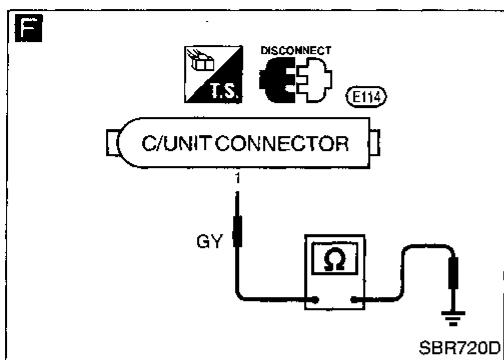 F
DISCONNECT
T.S.
E114
C/UNIT CONNECTOR
1
GY
Ω
SBR720D